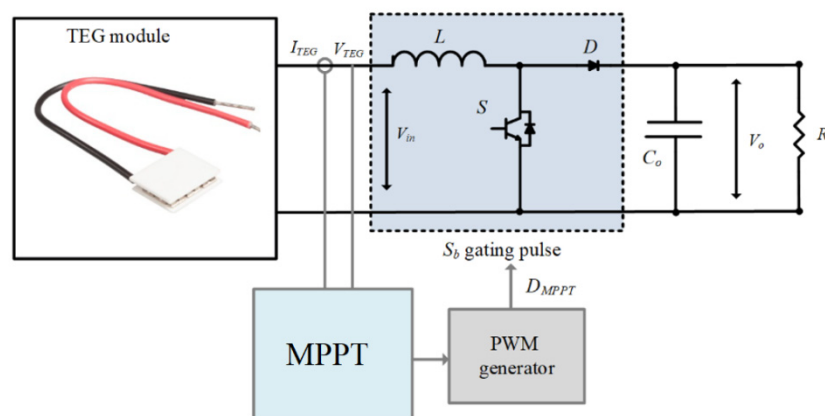 TEG module
I_TEG
V_TEG
L
D
S
V_in
C_o
V_o
R
S_b gating pulse
D_MPPT
MPPT
PWM
generator